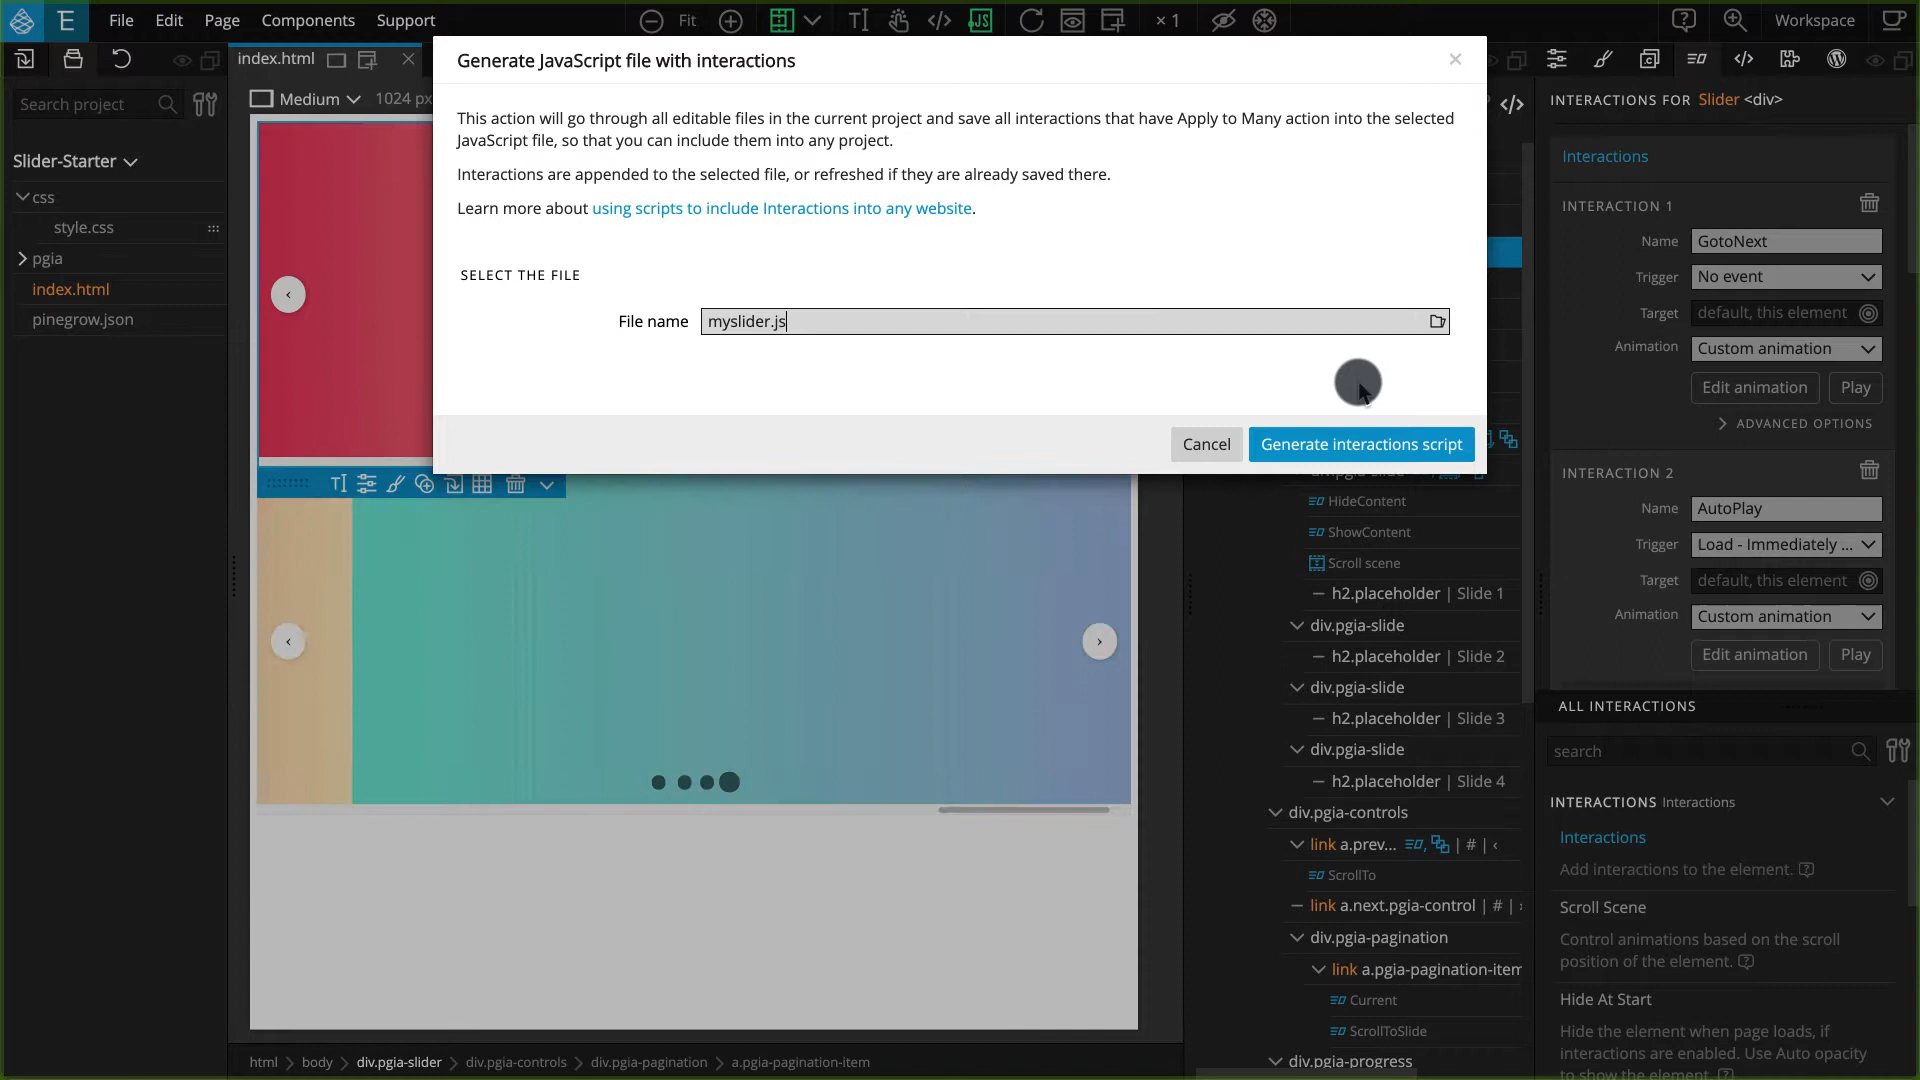 File Edit Page Components Support
Fit
× 1
Workspace
index.html
Medium 1024 px
Search project
Slider-Starter
css
style.css
pgia
index.html
pinegrow.json
Generate JavaScript file with interactions
This action will go through all editable files in the current project and save all interactions that have Apply to Many action into the selected
JavaScript file, so that you can include them into any project.
Interactions are appended to the selected file, or refreshed if they are already saved there.
Learn more about using scripts to include Interactions into any website.
SELECT THE FILE
File name myslider.js
Cancel Generate interactions script
HideContent
ShowContent
Scroll scene
h2.placeholder | Slide 1
div.pgia-slide
h2.placeholder | Slide 2
div.pgia-slide
h2.placeholder | Slide 3
div.pgia-slide
h2.placeholder | Slide 4
div.pgia-controls
link a.prev... | # | ‹
ScrollTo
link a.next.pgia-control | # |
div.pgia-pagination
link a.pgia-pagination-item
Current
ScrollToSlide
div.pgia-progress
INTERACTIONS FOR Slider <div>
Interactions
INTERACTION 1
Name GotoNext
Trigger No event
Target default, this element
Animation Custom animation
Edit animation Play
ADVANCED OPTIONS
INTERACTION 2
Name AutoPlay
Trigger Load - Immediately ...
Target default, this element
Animation Custom animation
Edit animation Play
ALL INTERACTIONS
search
INTERACTIONS Interactions
Interactions
Add interactions to the element.
Scroll Scene
Control animations based on the scroll
position of the element.
Hide At Start
Hide the element when page loads, if
interactions are enabled. Use Auto opacity
to show the element.
html body div.pgia-slider div.pgia-controls div.pgia-pagination a.pgia-pagination-item